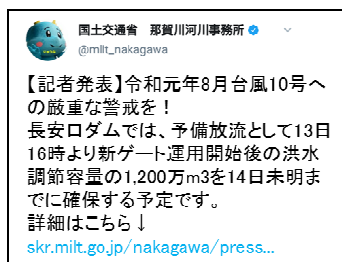 国土交通省　那賀川河川事務所
@mlit_nakagawa
【記者発表】令和元年8月台風10号へ
の厳重な警戒を！
長安口ダムでは、予備放流として13日
16時より新ゲート運用開始後の洪水
調節容量の1,200万m3を14日未明ま
でに確保する予定です。
詳細はこちら↓
skr.mlit.go.jp/nakagawa/press...